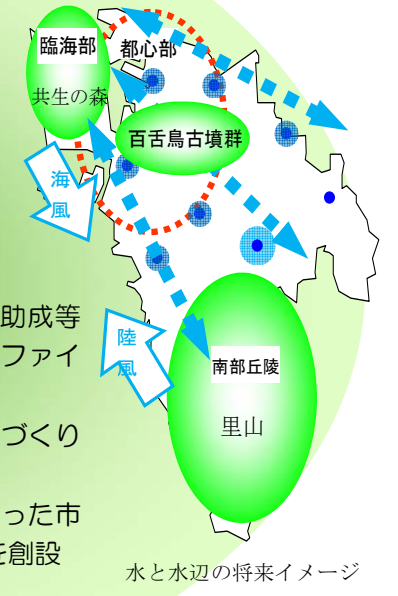 臨海部
都心部
共生の森
百舌鳥古墳群
海
風
助成等
ファイ
陸
風
南部丘陵
づくり
里山
った市
を創設
水と水辺の将来イメージ